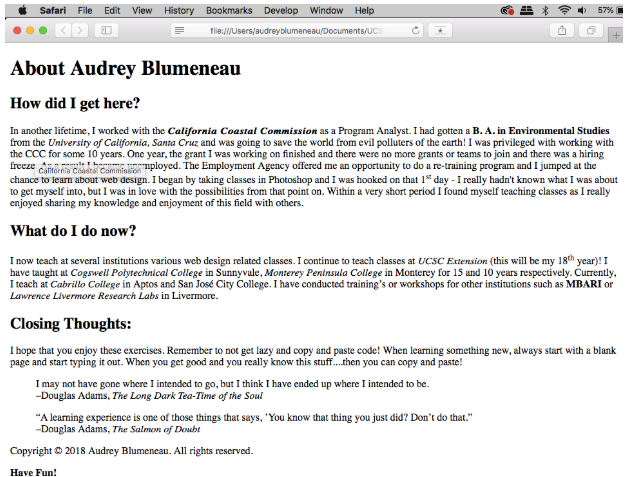 Safari File Edit View History Bookmarks Develop Window Help 57%
file:///Users/audreyblumeneau/Documents/UCS
About Audrey Blumeneau
How did I get here?
In another lifetime, I worked with the California Coastal Commission as a Program Analyst. I had gotten a B. A. in Environmental Studies
from the University of California, Santa Cruz and was going to save the world from evil polluters of the earth! I was privileged with working with
the CCC for some 10 years. One year, the grant I was working on finished and there were no more grants or teams to join and there was a hiring
freeze. As a result I became unemployed. The Employment Agency offered me an opportunity to do a re-training program and I jumped at the
California Coastal Commission
chance to learn about web design. I began by taking classes in Photoshop and I was hooked on that 1st day - I really hadn't known what I was about
to get myself into, but I was in love with the possibilities from that point on. Within a very short period I found myself teaching classes as I really
enjoyed sharing my knowledge and enjoyment of this field with others.
What do I do now?
I now teach at several institutions various web design related classes. I continue to teach classes at UCSC Extension (this will be my 18th year)! I
have taught at Cogswell Polytechnical College in Sunnyvale, Monterey Peninsula College in Monterey for 15 and 10 years respectively. Currently,
I teach at Cabrillo College in Aptos and San José City College. I have conducted training's or workshops for other institutions such as MBARI or
Lawrence Livermore Research Labs in Livermore.
Closing Thoughts:
I hope that you enjoy these exercises. Remember to not get lazy and copy and paste code! When learning something new, always start with a blank
page and start typing it out. When you get good and you really know this stuff....then you can copy and paste!
I may not have gone where I intended to go, but I think I have ended up where I intended to be.
–Douglas Adams, The Long Dark Tea-Time of the Soul
“A learning experience is one of those things that says, 'You know that thing you just did? Don’t do that.”
–Douglas Adams, The Salmon of Doubt
Copyright © 2018 Audrey Blumeneau. All rights reserved.
Have Fun!